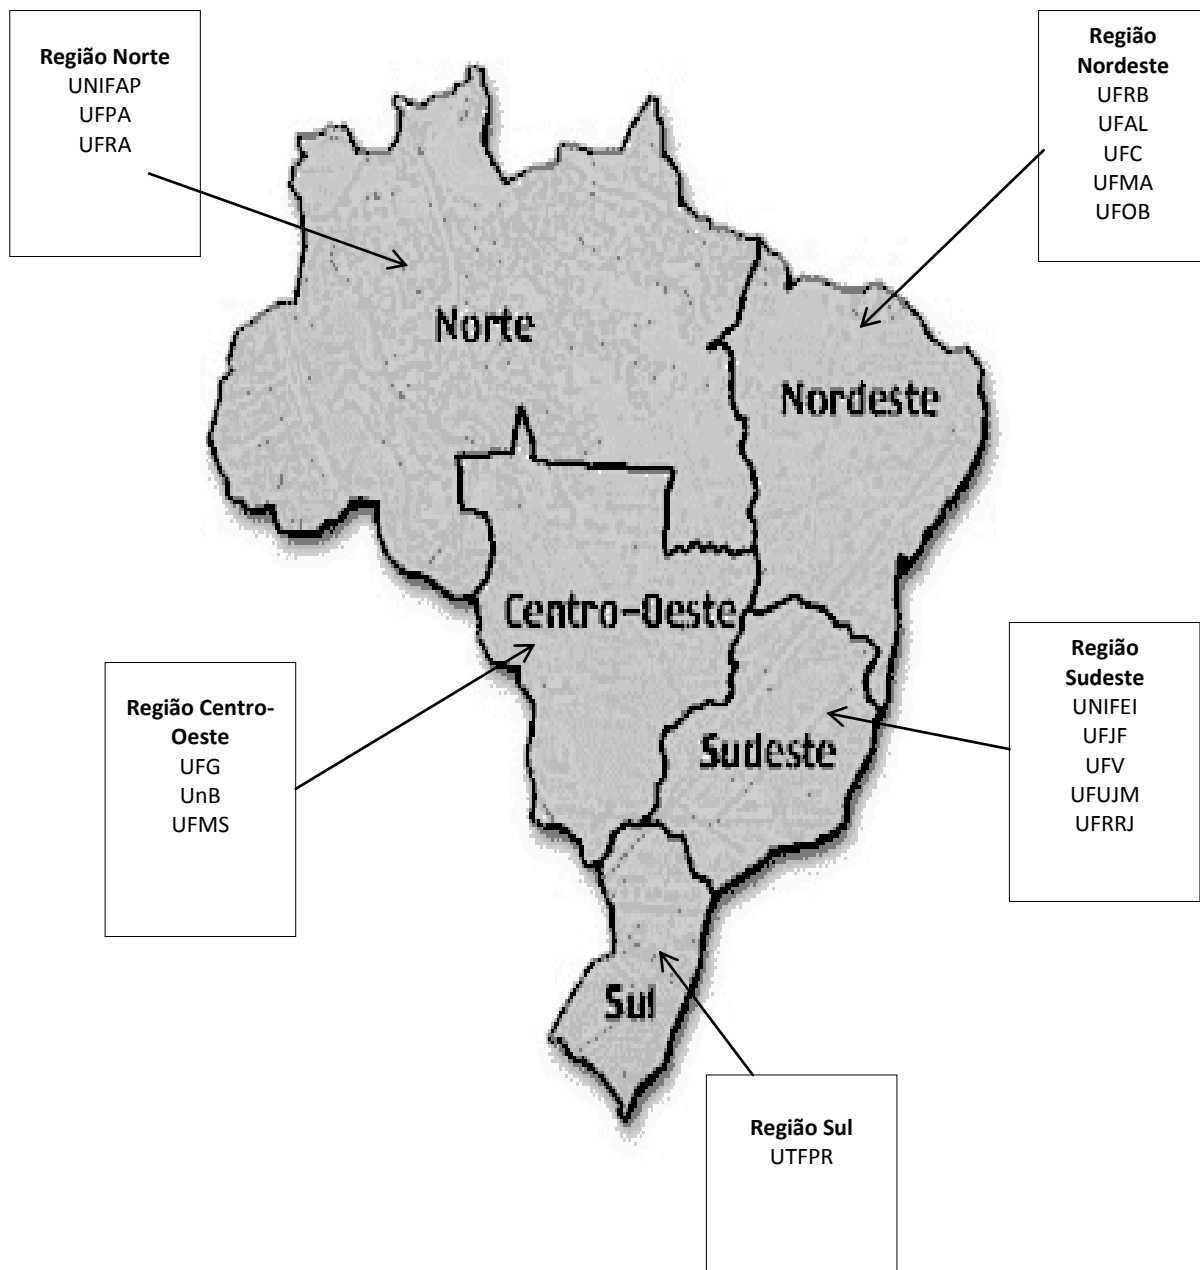 Região Norte
UNIFAP
UFPA
UFRA
Região
Nordeste
UFRB
UFAL
UFC
UFMA
UFOB
Norte
Nordeste
Centro-Oeste
Sudeste
Sul
Região Centro-
Oeste
UFG
UnB
UFMS
Região
Sudeste
UNIFEI
UFJF
UFV
UFUJM
UFRRJ
Região Sul
UTFPR